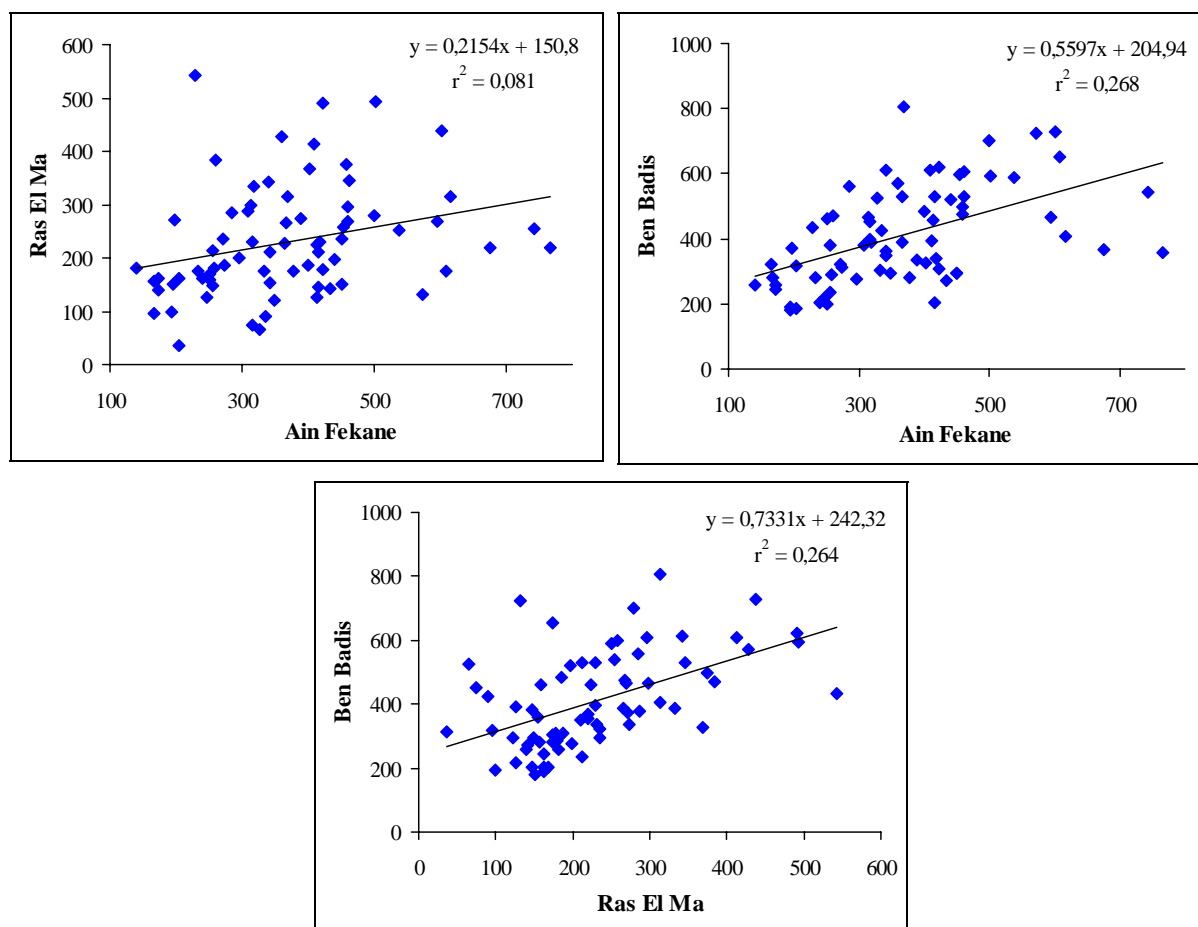 y = 0,2154x + 150,8
r² = 0,081
600
500
400
300
200
100
0
Ras El Ma
100 300 500 700
Ain Fekane
y = 0,5597x + 204,94
r² = 0,268
1000
800
600
400
200
0
Ben Badis
100 300 500 700
Ain Fekane
y = 0,7331x + 242,32
r² = 0,264
1000
800
600
400
200
0
Ben Badis
0 100 200 300 400 500 600
Ras El Ma